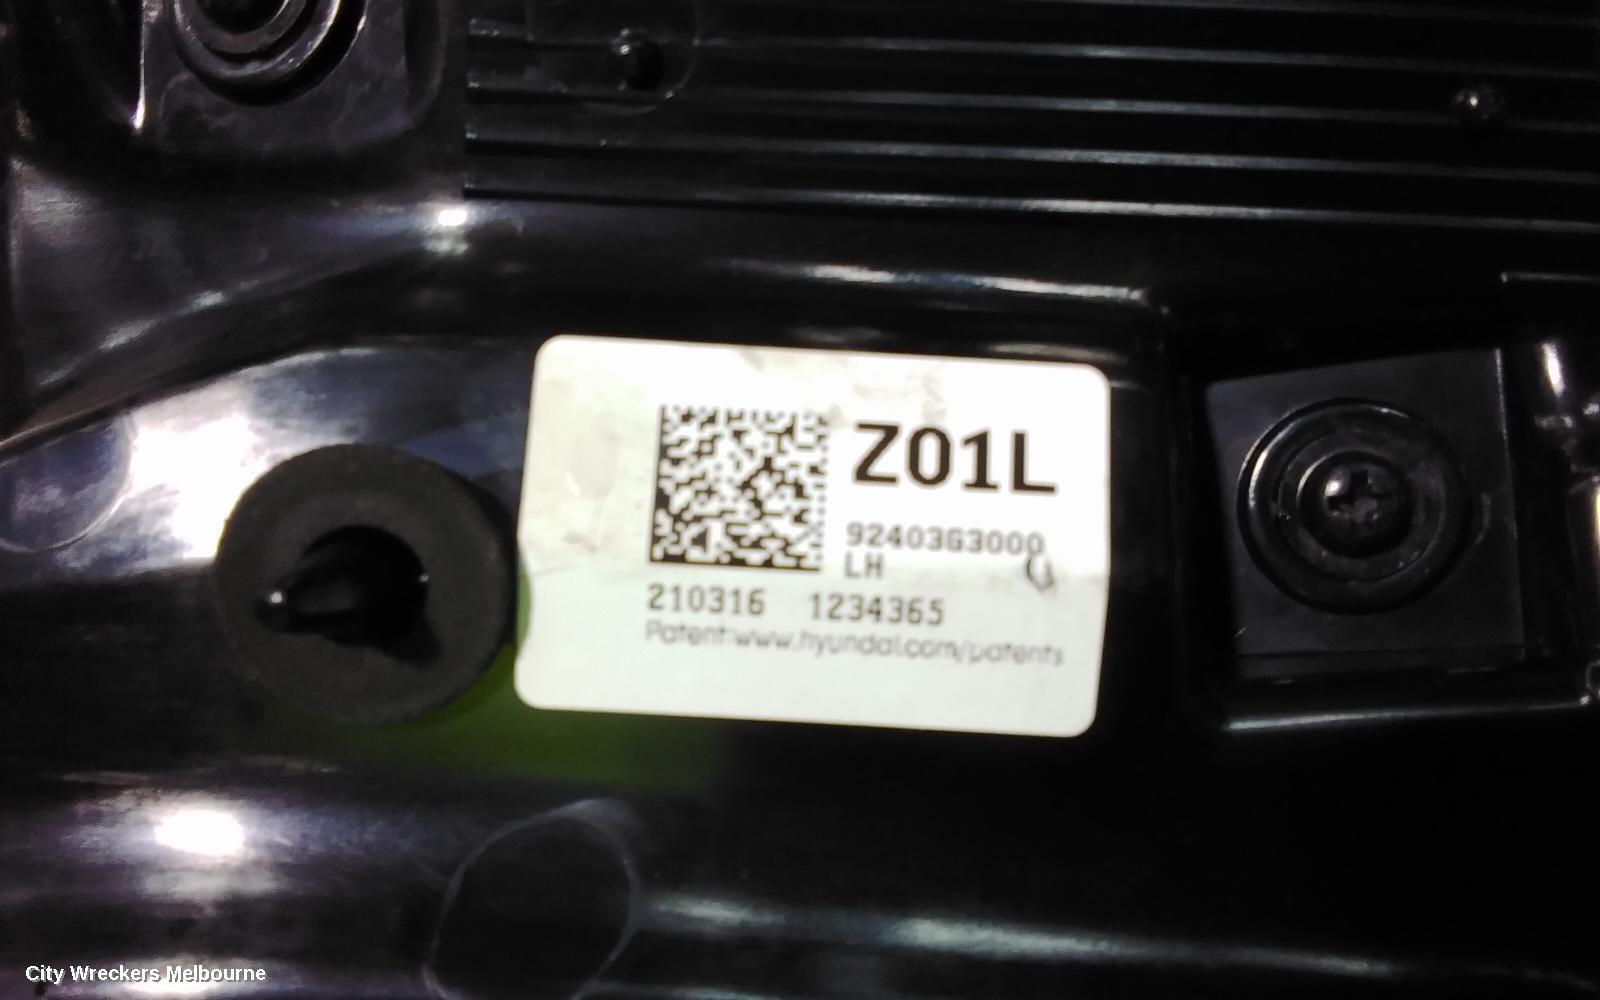 Z01L
92403G3000
LH
210316 1234365
Patent:www.hyundai.com/patents
City Wreckers Melbourne